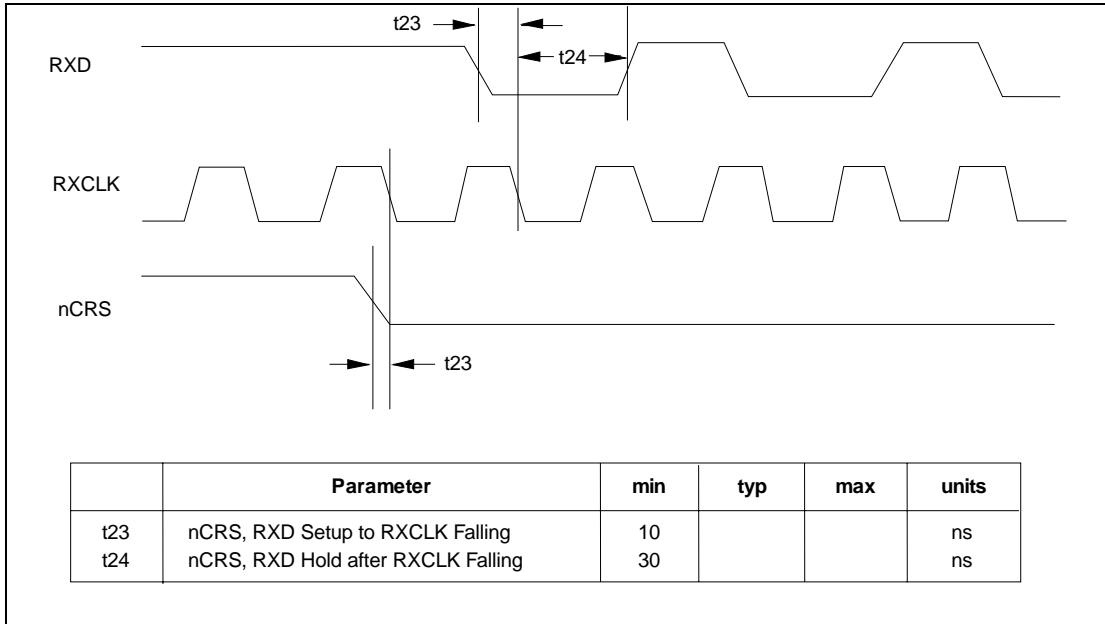 t23
RXD
t24
RXCLK
nCRS
t23
Parameter min typ max units
t23 nCRS, RXD Setup to RXCLK Falling 10 ns
t24 nCRS, RXD Hold after RXCLK Falling 30 ns